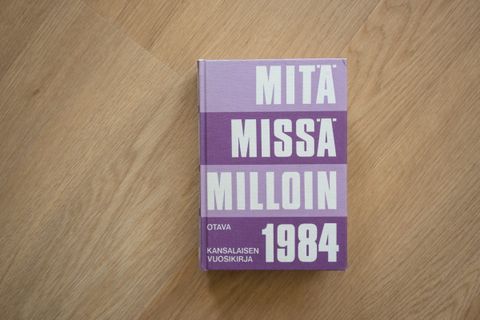 MITÄ
MISSÄ
MILLOIN
OTAVA
KANSALAISEN
VUOSIKIRJA
1984